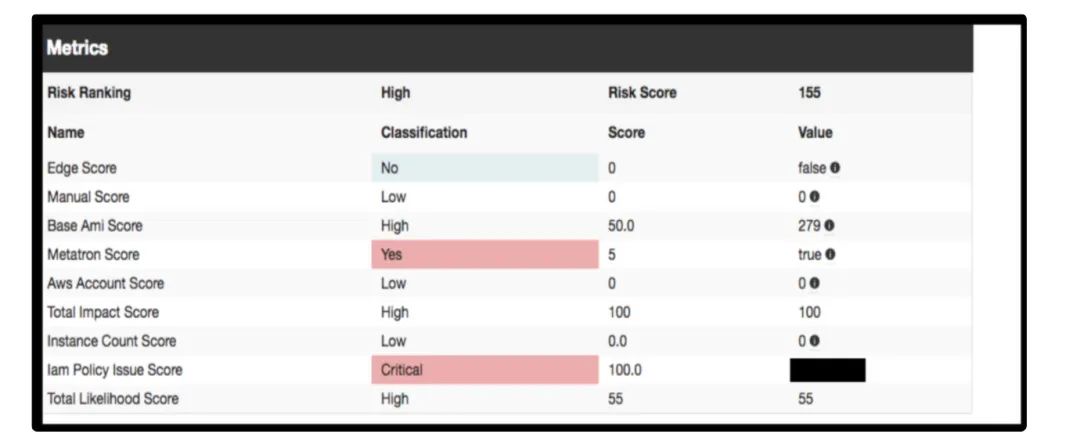 Metrics
Risk Ranking High Risk Score 155
Name Classification Score Value
Edge Score No 0 false
Manual Score Low 0 0
Base Ami Score High 50.0 279
Metatron Score Yes 5 true
Aws Account Score Low 0 0
Total Impact Score High 100 100
Instance Count Score Low 0.0 0
Iam Policy Issue Score Critical 100.0
Total Likelihood Score High 55 55